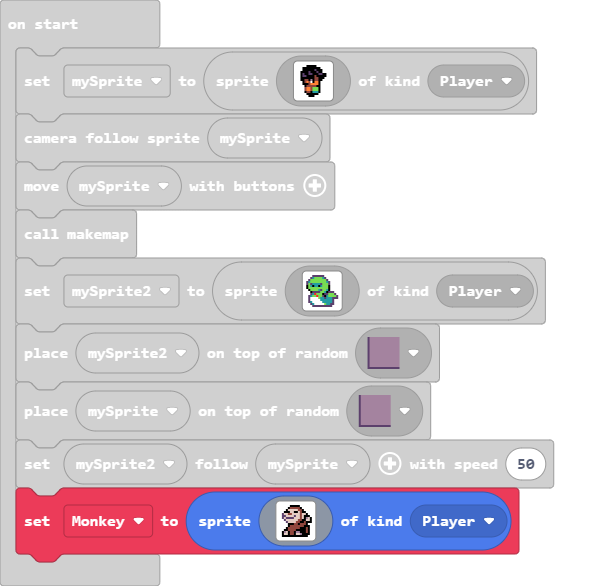 on start
set mySprite to sprite of kind Player
camera follow sprite mySprite
move mySprite with buttons
call makemap
set mySprite2 to sprite of kind Player
place mySprite2 on top of random
place mySprite on top of random
set mySprite2 follow mySprite with speed 50
set Monkey to sprite of kind Player